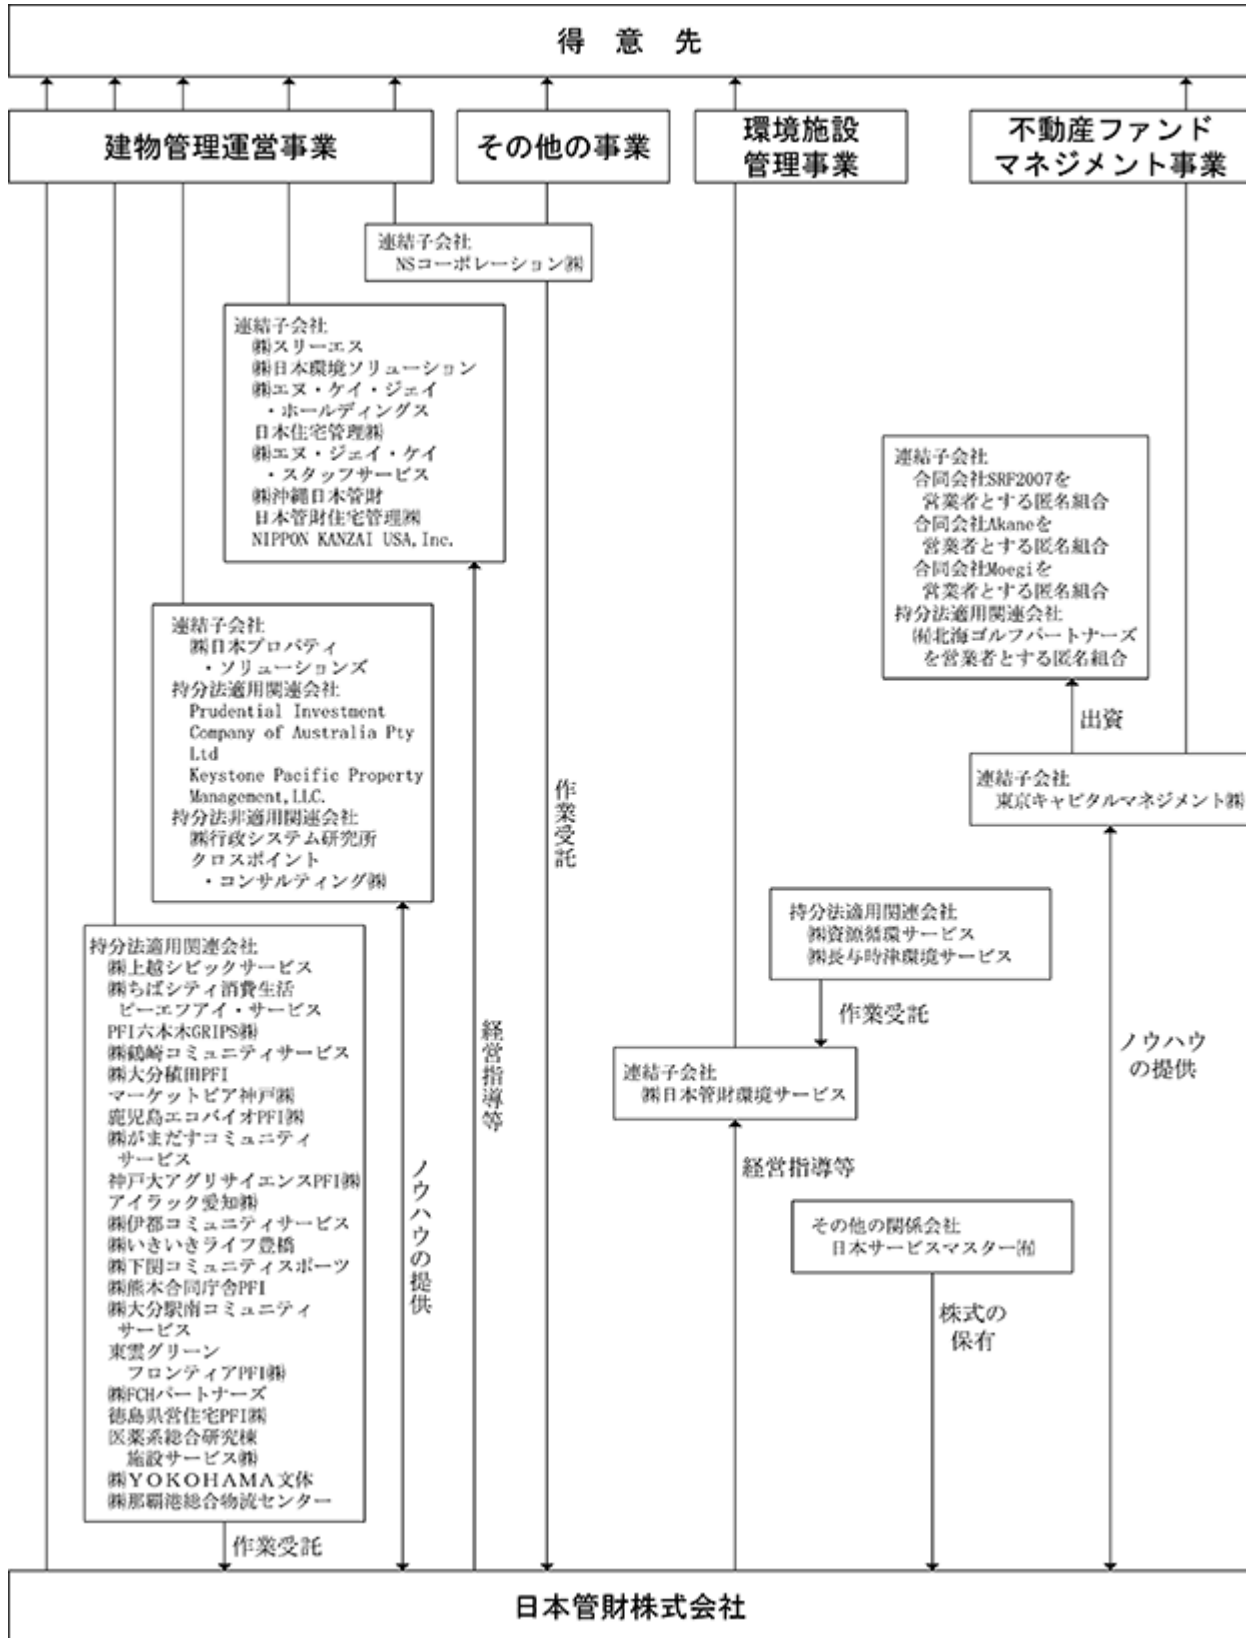 得 意 先
建物管理運営事業
その他の事業
環境施設
管理事業
不動産ファンド
マネジメント事業
連結子会社
NSコーポレーション㈱
連結子会社
㈱スリーエス
㈱日本環境ソリューション
㈱エヌ・ケイ・ジェイ
・ホールディングス
日本住宅管理㈱
㈱エヌ・ジェイ・ケイ
・スタッフサービス
㈱沖縄日本管財
日本管財住宅管理㈱
NIPPON KANZAI USA,Inc.
連結子会社
合同会社SRF2007を
営業者とする匿名組合
合同会社Akaneを
営業者とする匿名組合
合同会社Moegiを
営業者とする匿名組合
持分法適用関連会社
㈲北海ゴルフパートナーズ
を営業者とする匿名組合
出資
連結子会社
東京キャピタルマネジメント㈱
連結子会社
㈱日本プロパティ
・ソリューションズ
持分法適用関連会社
Prudential Investment
Company of Australia Pty
Ltd
Keystone Pacific Property
Management,LLC.
持分法非適用関連会社
㈱行政システム研究所
クロスポイント
・コンサルティング㈱
作業受託
持分法適用関連会社
㈱資源循環サービス
㈱長与時津環境サービス
作業受託
連結子会社
㈱日本管財環境サービス
経営指導等
ノウハウ
の提供
その他の関係会社
日本サービスマスター㈲
株式の
保有
持分法適用関連会社
㈱上越シビックサービス
㈱ちばシティ消費生活
ピーエフアイ・サービス
PFI六本木GRIPS㈱
㈱鶴崎コミュニティサービス
㈱大分稙田PFI
マーケットピア神戸㈱
鹿児島エコバイオPFI㈱
㈱がまだすコミュニティ
サービス
神戸大アグリサイエンスPFI㈱
アイラック愛知㈱
㈱伊都コミュニティサービス
㈱いきいきライフ豊橋
㈱下関コミュニティスポーツ
㈱熊本合同庁舎PFI
㈱大分駅南コミュニティ
サービス
東雲グリーン
フロンティアPFI㈱
㈱FCHパートナーズ
徳島県営住宅PFI㈱
医薬系総合研究棟
施設サービス㈱
㈱YOKOHAMA文体
㈱那覇港総合物流センター
作業受託
ノウハウの提供
経営指導等
日本管財株式会社